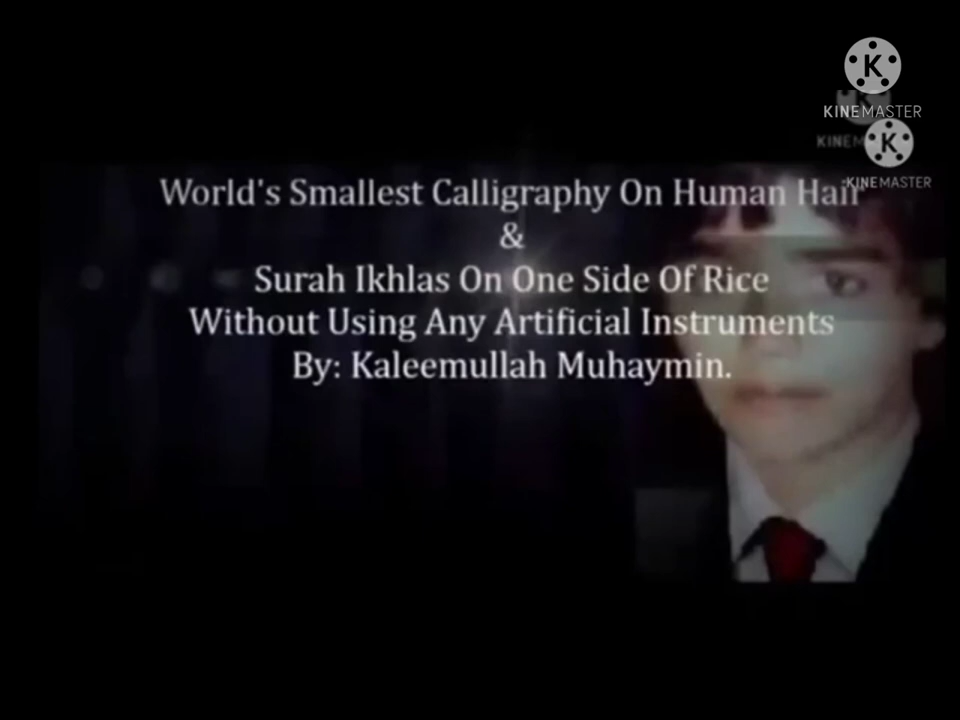 KINEMASTER
KINEM
KINEMASTER
World's Smallest Calligraphy On Human Hair
&
Surah Ikhlas On One Side Of Rice
Without Using Any Artificial Instruments
By: Kaleemullah Muhaymin.